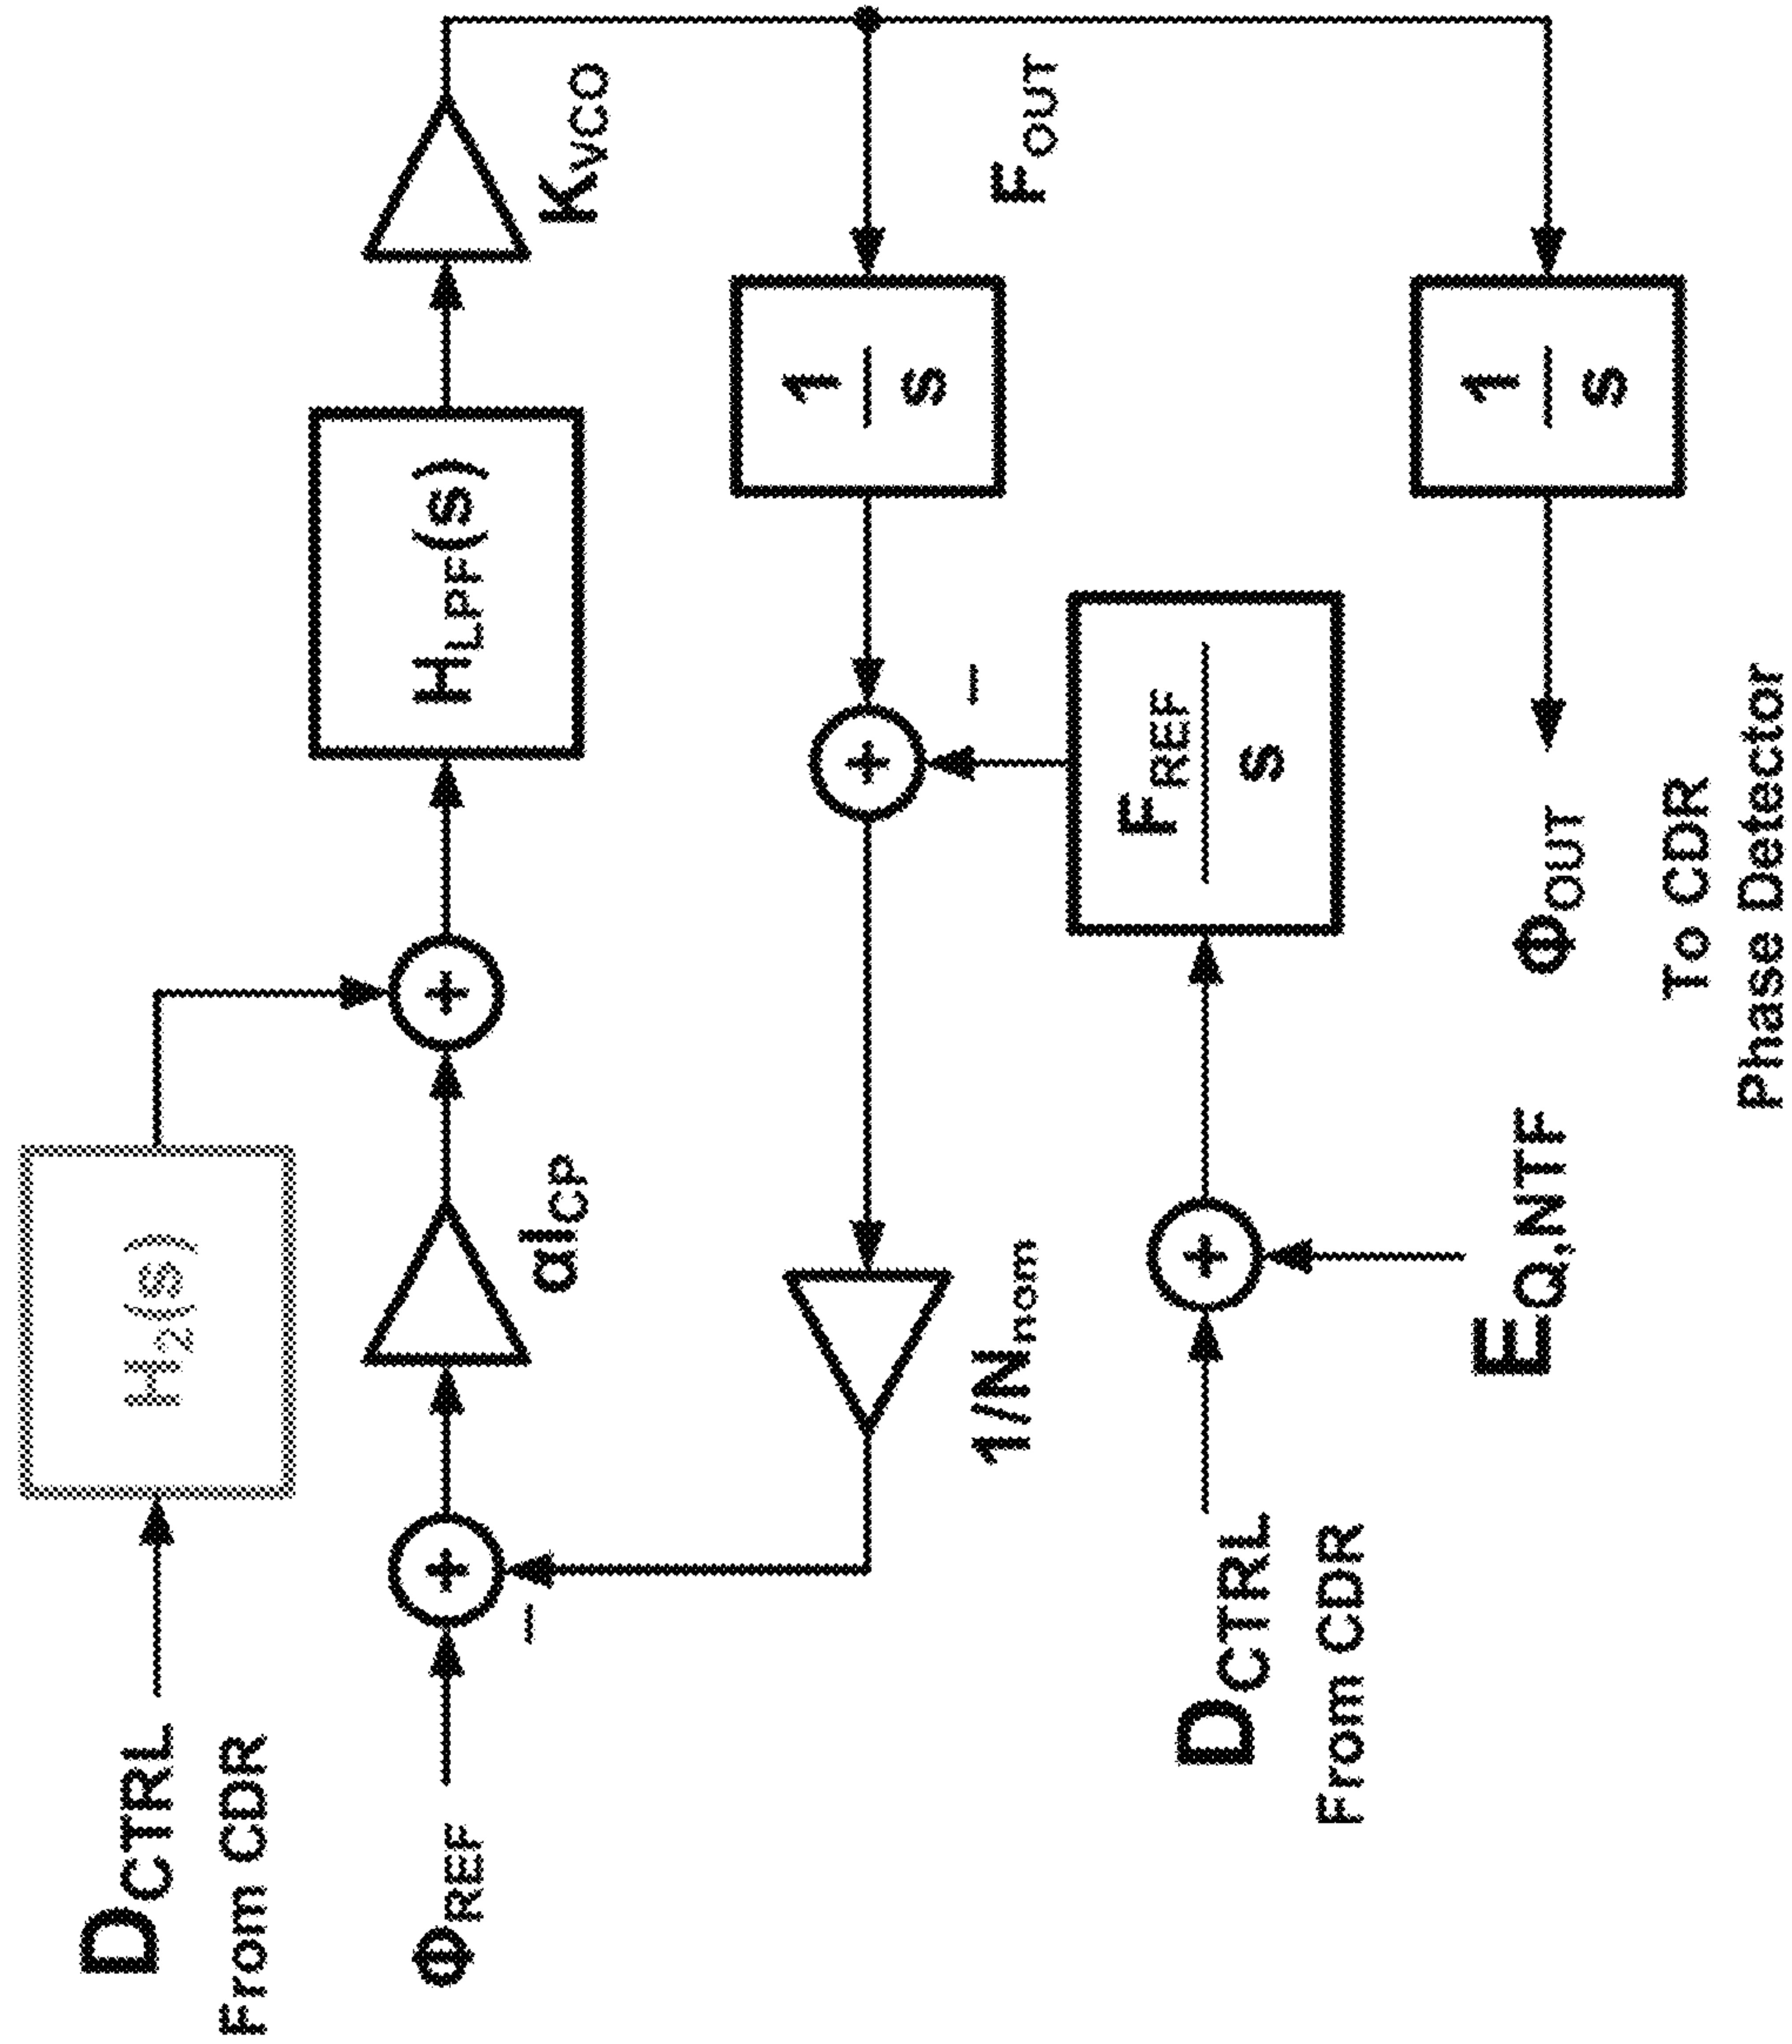 DCTRL
From CDR
H2(s)
+
ΦREF
+
−
aICP
+
HLPF(s)
KVCO
1/Nnom
+
−
1
s
FOUT
DCTRL
From CDR
+
EQ,NTF
FREF
s
1
s
ΦOUT
To CDR
Phase Detector